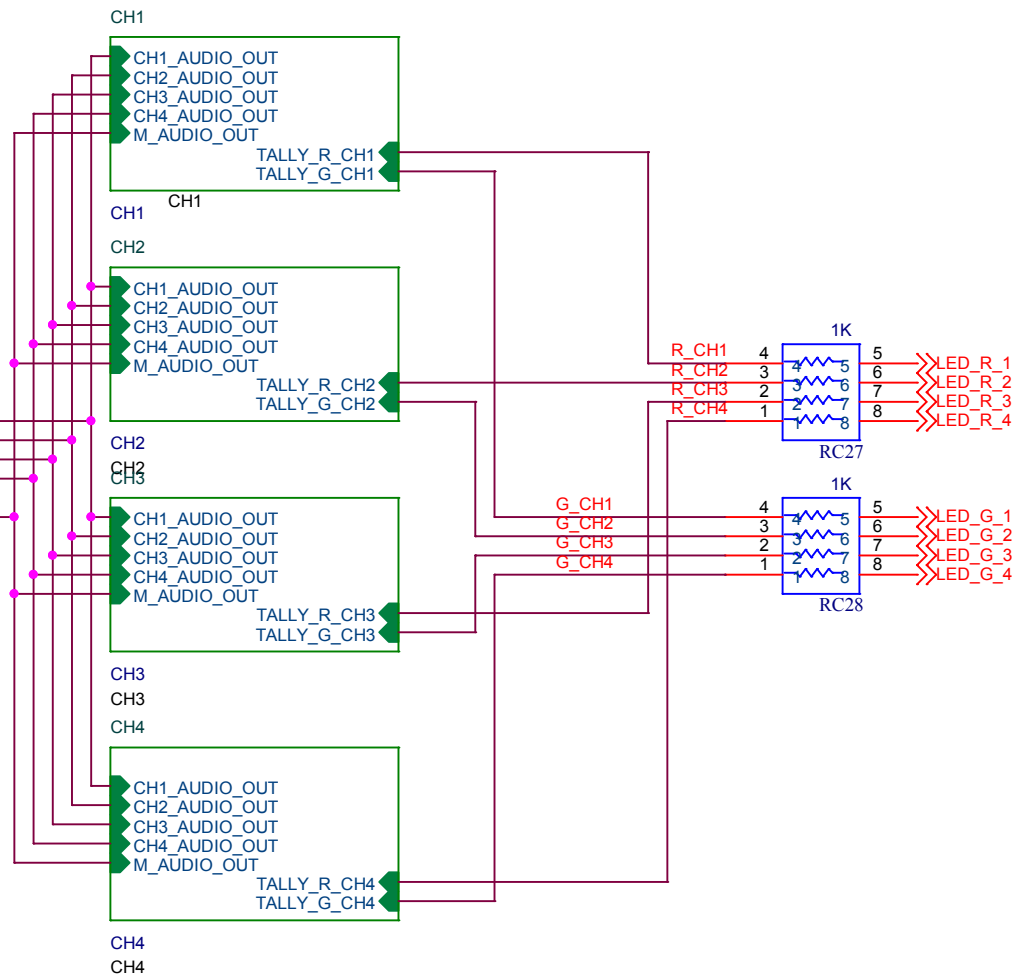 CH1
CH1_AUDIO_OUT
CH2_AUDIO_OUT
CH3_AUDIO_OUT
CH4_AUDIO_OUT
M_AUDIO_OUT
TALLY_R_CH1
TALLY_G_CH1
CH1
CH1
CH2
CH1_AUDIO_OUT
CH2_AUDIO_OUT
CH3_AUDIO_OUT
CH4_AUDIO_OUT
M_AUDIO_OUT
TALLY_R_CH2
TALLY_G_CH2
CH2
CH2
CH3
CH1_AUDIO_OUT
CH2_AUDIO_OUT
CH3_AUDIO_OUT
CH4_AUDIO_OUT
M_AUDIO_OUT
TALLY_R_CH3
TALLY_G_CH3
CH3
CH3
CH4
CH1_AUDIO_OUT
CH2_AUDIO_OUT
CH3_AUDIO_OUT
CH4_AUDIO_OUT
M_AUDIO_OUT
TALLY_R_CH4
TALLY_G_CH4
CH4
CH4
1K
R_CH1 4 4 5 5 LED_R_1
R_CH2 3 3 6 6 LED_R_2
R_CH3 2 2 7 7 LED_R_3
R_CH4 1 1 8 8 LED_R_4
RC27
1K
G_CH1 4 4 5 5 LED_G_1
G_CH2 3 3 6 6 LED_G_2
G_CH3 2 2 7 7 LED_G_3
G_CH4 1 1 8 8 LED_G_4
RC28